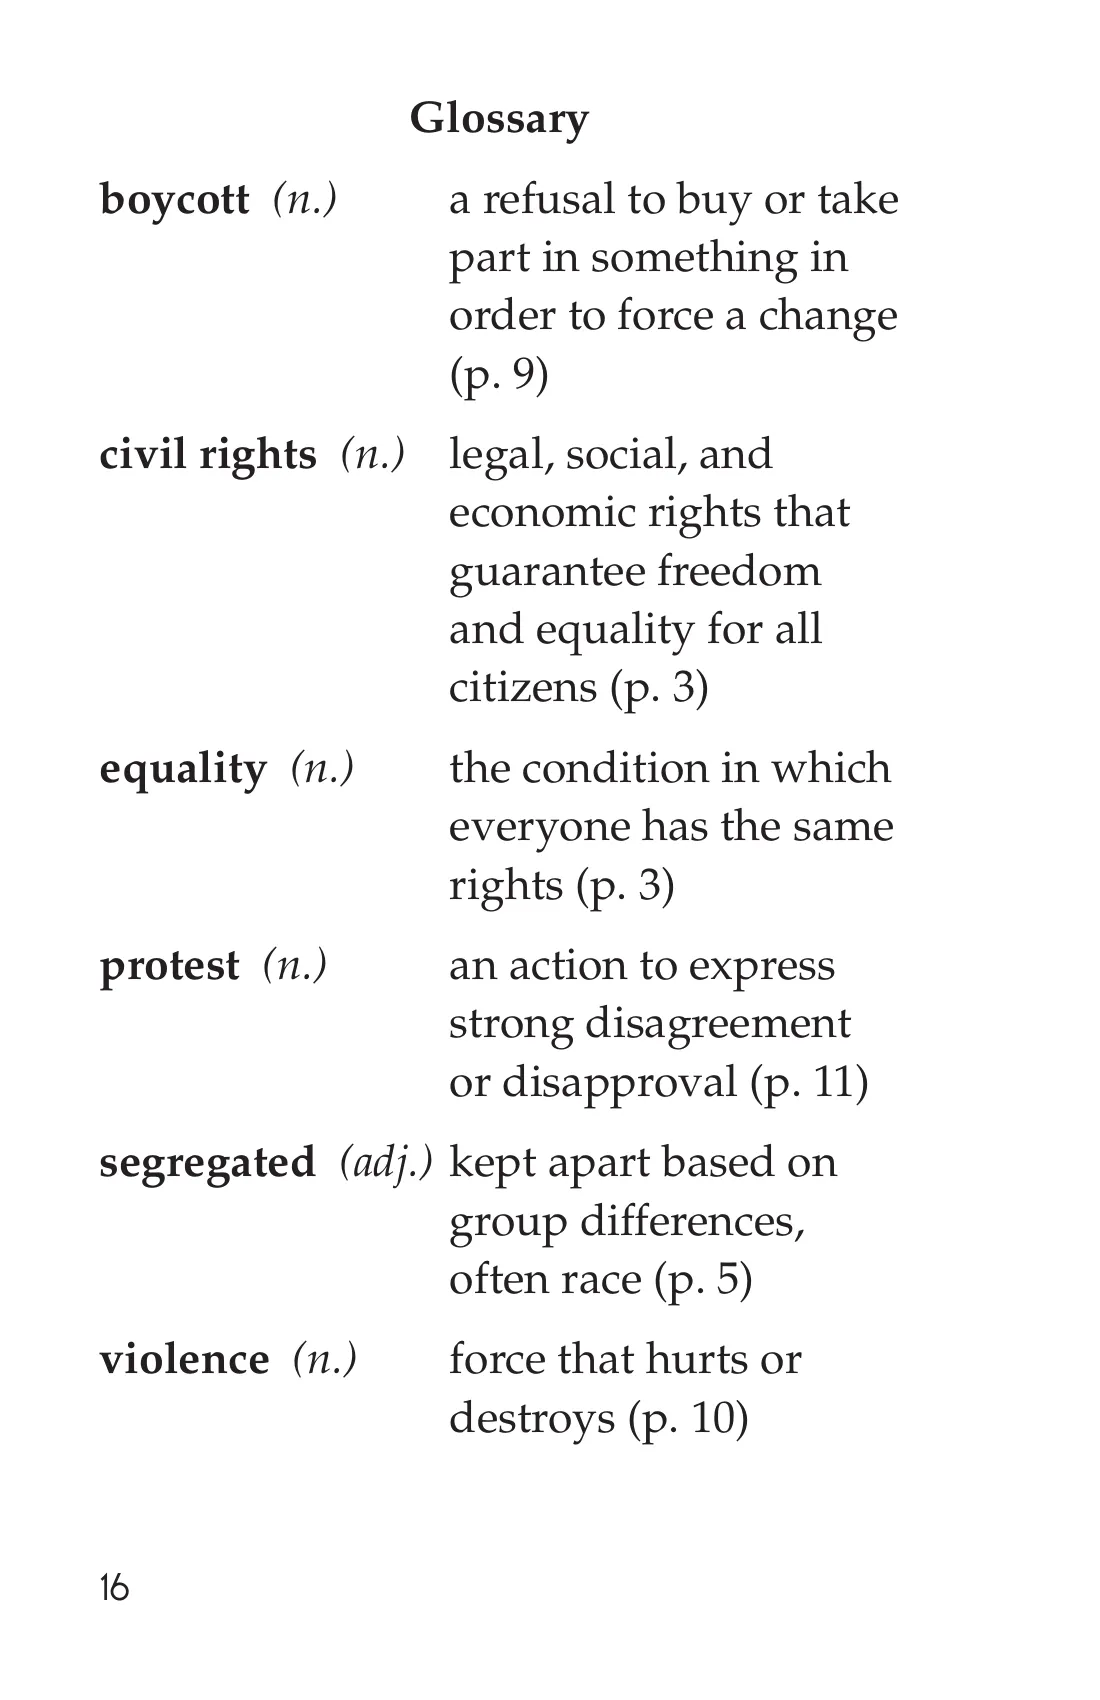 Glossary
boycott (n.) a refusal to buy or take
part in something in
order to force a change
(p. 9)
civil rights (n.) legal, social, and
economic rights that
guarantee freedom
and equality for all
citizens (p. 3)
equality (n.) the condition in which
everyone has the same
rights (p. 3)
protest (n.) an action to express
strong disagreement
or disapproval (p. 11)
segregated (adj.) kept apart based on
group differences,
often race (p. 5)
violence (n.) force that hurts or
destroys (p. 10)
16